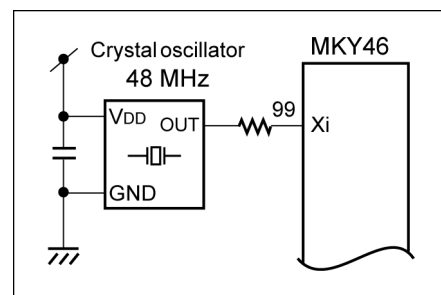 Crystal oscillator
48 MHz
MKY46
VDD
OUT
99
Xi
GND